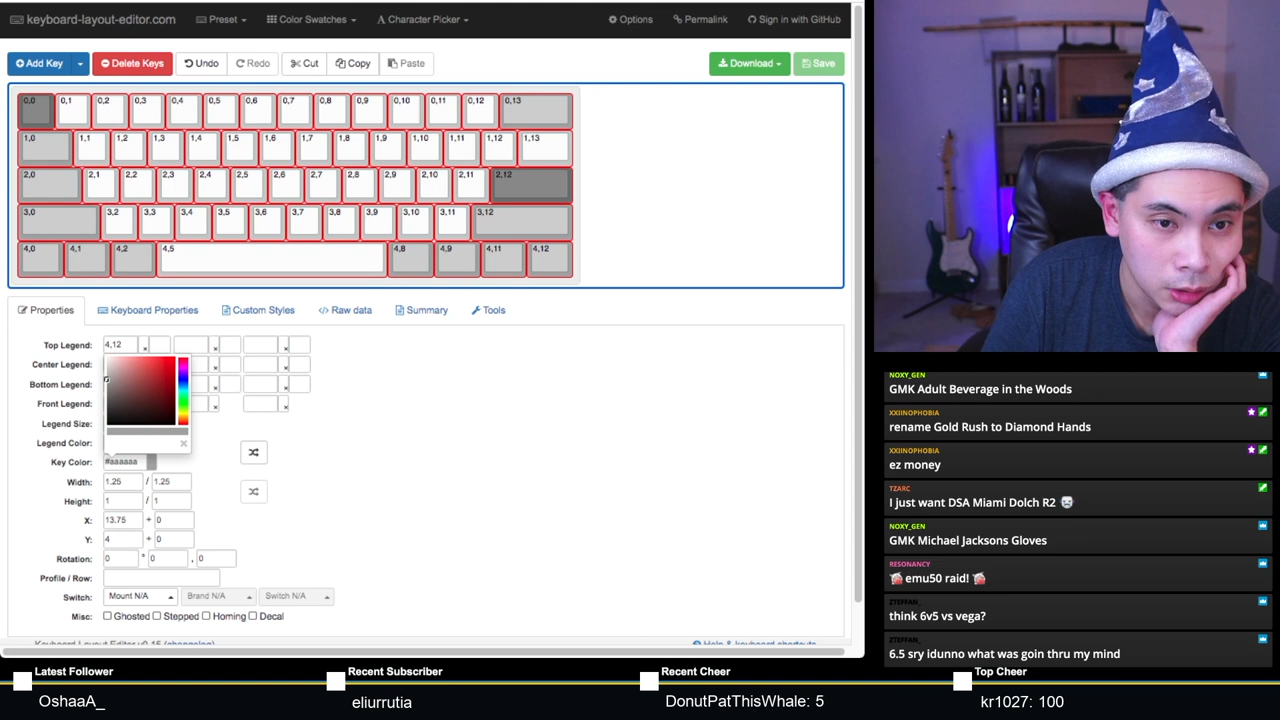 keyboard-layout-editor.com Preset Color Swatches Character Picker Options Permalink Sign in with GitHub
Add Key Delete Keys Undo Redo Cut Copy Paste Download Save
0,0 0,1 0,2 0,3 0,4 0,5 0,6 0,7 0,8 0,9 0,10 0,11 0,12 0,13
1,0 1,1 1,2 1,3 1,4 1,5 1,6 1,7 1,8 1,9 1,10 1,11 1,12 1,13
2,0 2,1 2,2 2,3 2,4 2,5 2,6 2,7 2,8 2,9 2,10 2,11 2,12
3,0 3,2 3,3 3,4 3,5 3,6 3,7 3,8 3,9 3,10 3,11 3,12
4,0 4,1 4,2 4,5 4,8 4,9 4,11 4,12
Properties Keyboard Properties Custom Styles Raw data Summary Tools
Top Legend: 4,12
Center Legend:
Bottom Legend:
Front Legend:
Legend Size:
Legend Color:
Key Color: #aaaaaa
Width: 1.25 / 1.25
Height: 1 / 1
X: 13.75 + 0
Y: 4 + 0
Rotation: 0 ° 0 , 0
Profile / Row:
Switch: Mount N/A Brand N/A Switch N/A
Misc: Ghosted Stepped Homing Decal
NOXY_GEN
GMK Adult Beverage in the Woods
XXIINOPHOBIA
rename Gold Rush to Diamond Hands
XXIINOPHOBIA
ez money
TZARC
I just want DSA Miami Dolch R2
NOXY_GEN
GMK Michael Jacksons Gloves
RESONANCY
emu50 raid!
ZTEFFAN_
think 6v5 vs vega?
ZTEFFAN_
6.5 sry idunno what was goin thru my mind
Latest Follower
OshaaA_
Recent Subscriber
eliurrutia
Recent Cheer
DonutPatThisWhale: 5
Top Cheer
kr1027: 100